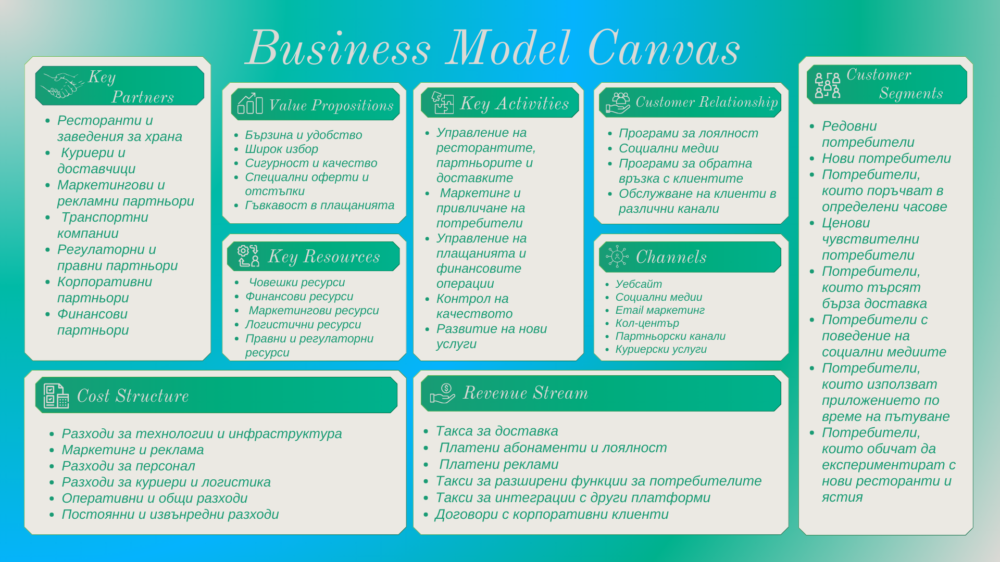 Business Model Canvas
Key
Partners
• Ресторанти и
заведения за храна
• Куриери и
доставчици
• Маркетингови и
рекламни партньори
• Транспортни
компании
• Регулаторни и
правни партньори
• Корпоративни
партньори
• Финансови
партньори
Value Propositions
• Бързина и удобство
• Широк избор
• Сигурност и качество
• Специални оферти и
отстъпки
• Гъвкавост в плащанията
Key Resources
• Човешки ресурси
• Финансови ресурси
• Маркетингови ресурси
• Логистични ресурси
• Правни и регулаторни
ресурси
Key Activities
• Управление на
ресторантите,
партньорите и
доставките
• Маркетинг и
привличане на
потребители
• Управление на
плащанията и
финансовите
операции
• Контрол на
качеството
• Развитие на нови
услуги
Customer Relationship
• Програми за лоялност
• Социални медии
• Програми за обратна
връзка с клиентите
• Обслужване на клиенти в
различни канали
Channels
• Уебсайт
• Социални медии
• Email маркетинг
• Кол-център
• Партньорски канали
• Куриерски услуги
Customer
Segments
• Редовни
потребители
• Нови потребители
• Потребители,
които поръчват в
определени часове
• Ценови
чувствителни
потребители
• Потребители,
които търсят
бърза доставка
• Потребители с
поведение на
социални медиите
• Потребители,
които използват
приложението по
време на пътуване
• Потребители,
които обичат да
експериментират с
нови ресторанти и
ястия
Cost Structure
• Разходи за технологии и инфраструктура
• Маркетинг и реклама
• Разходи за персонал
• Разходи за куриери и логистика
• Оперативни и общи разходи
• Постоянни и извънредни разходи
Revenue Stream
• Такса за доставка
• Платени абонаменти и лоялност
• Платени реклами
• Такси за разширени функции за потребителите
• Такси за интеграции с други платформи
• Договори с корпоративни клиенти